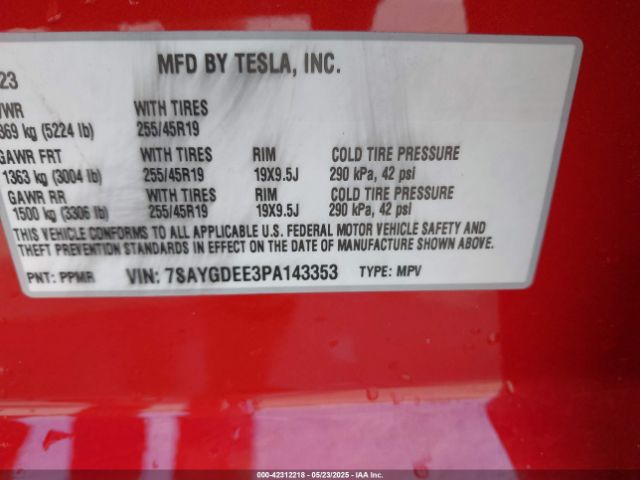 23
MFD BY TESLA, INC.
VWR WITH TIRES
369 kg (5224 lb) 255/45R19
GAWR FRT WITH TIRES RIM COLD TIRE PRESSURE
1363 kg (3004 lb) 255/45R19 19X9.5J 290 kPa, 42 psi
GAWR RR WITH TIRES RIM COLD TIRE PRESSURE
1500 kg (3306 lb) 255/45R19 19X9.5J 290 kPa, 42 psi
THIS VEHICLE CONFORMS TO ALL APPLICABLE U.S. FEDERAL MOTOR VEHICLE SAFETY AND
THEFT PREVENTION STANDARDS IN EFFECT ON THE DATE OF MANUFACTURE SHOWN ABOVE.
PNT: PPMR VIN: 7SAYGDEE3PA143353 TYPE: MPV
000-42312218 - 05/23/2025 - IAA Inc.